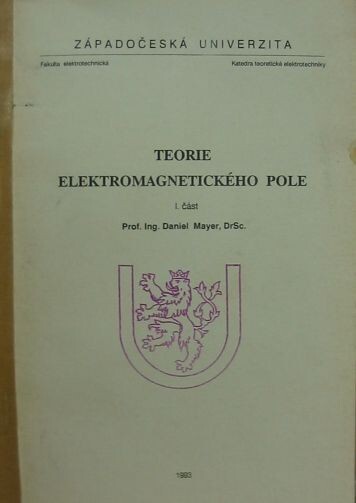 ZÁPADOČESKÁ UNIVERZITA
Fakulta elektrotechnická Katedra teoretické elektrotechniky
TEORIE
ELEKTROMAGNETICKÉHO POLE
I. část
Prof. Ing. Daniel Mayer, DrSc.
1993